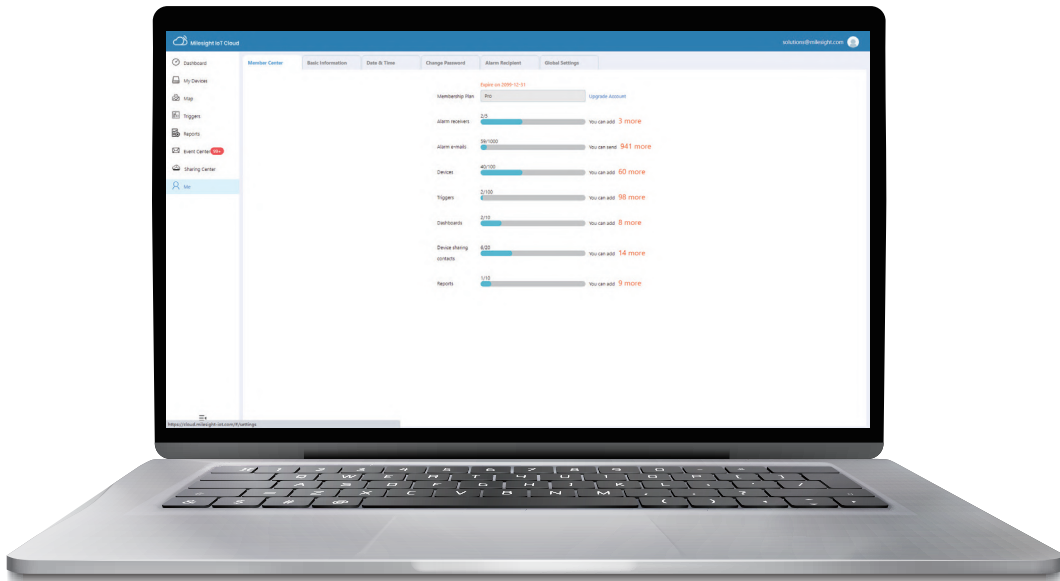 Milesight IoT Cloud
solutions@milesight.com
Dashboard
My Devices
Map
Triggers
Reports
Event Center 99+
Sharing Center
Me
Member Center Basic Information Date & Time Change Password Alarm Recipient Global Settings
Expire on 2099-12-31
Membership Plan Pro Upgrade Account
2/5
Alarm receivers You can add 3 more
59/1000
Alarm e-mails You can send 941 more
40/100
Devices You can add 60 more
2/100
Triggers You can add 98 more
2/10
Dashboards You can add 8 more
6/20
Device sharing
contacts You can add 14 more
1/10
Reports You can add 9 more